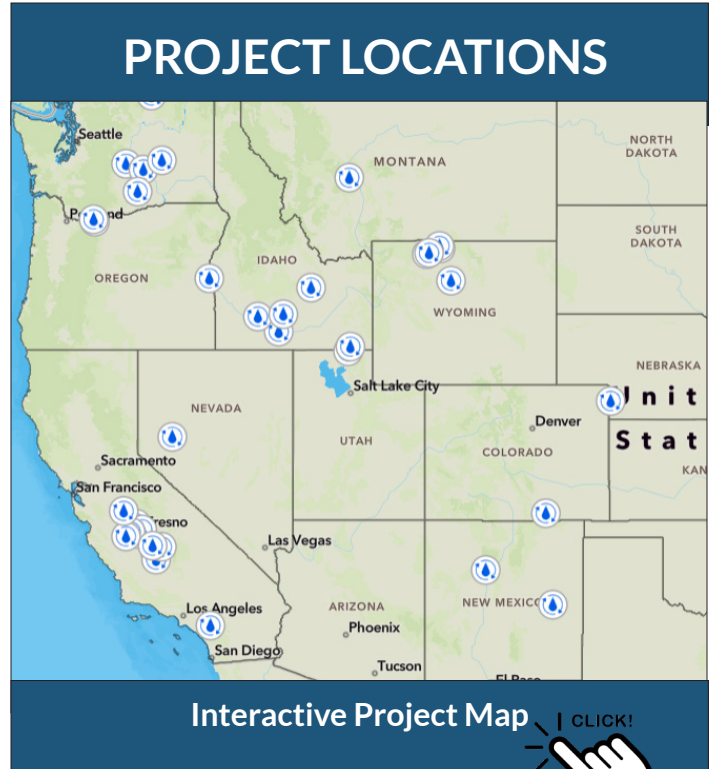 PROJECT LOCATIONS
Seattle
NORTH
DAKOTA
MONTANA
SOUTH
DAKOTA
IDAHO
OREGON
WYOMING
NEBRASKA
Salt Lake City
Unit
NEVADA
Denver
UTAH
Stat
COLORADO
Sacramento
KAN
San Francisco
resno
Las Vegas
ARIZONA
NEW MEXICO
Los Angeles
Phoenix
San Diego
Tucson
Interactive Project Map
CLICK!